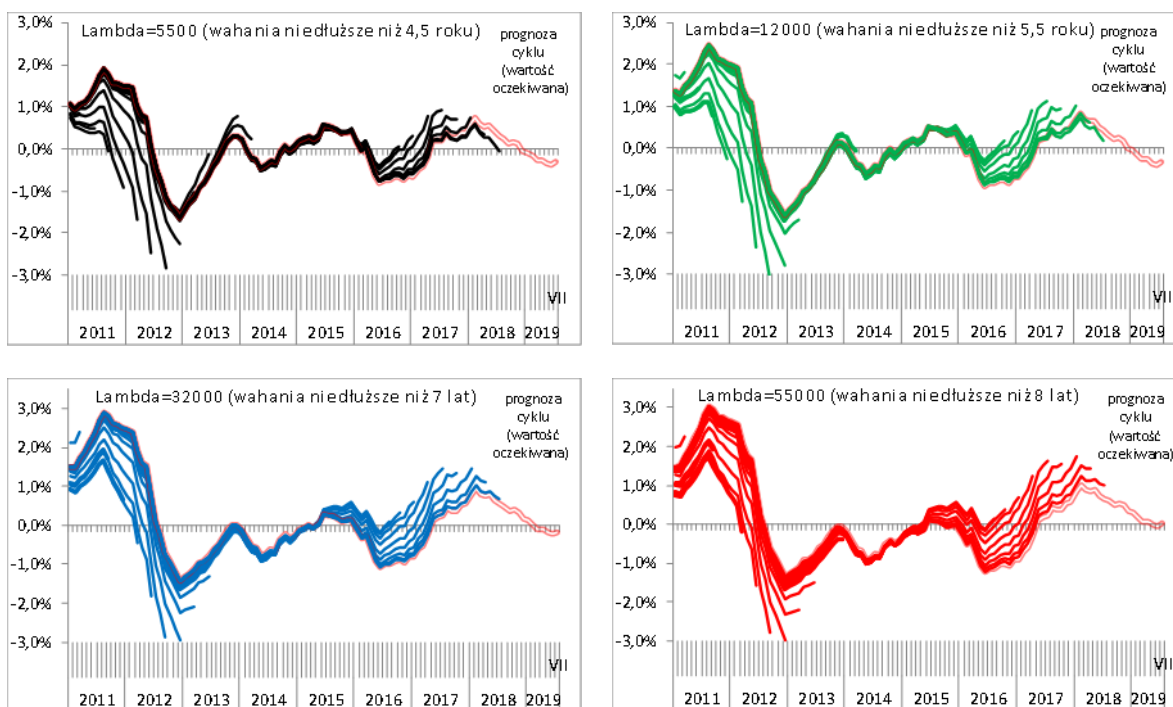 Lambda=5500 (wahania niedłuższe niż 4,5 roku)
prognoza
cyklu
(wartość
oczekiwana)
3,0%
2,0%
1,0%
0,0%
-1,0%
-2,0%
-3,0%
VII
2011 2012 2013 2014 2015 2016 2017 2018 2019
Lambda=12000 (wahania niedłuższe niż 5,5 roku)
prognoza
cyklu
(wartość
oczekiwana)
3,0%
2,0%
1,0%
0,0%
-1,0%
-2,0%
-3,0%
VII
2011 2012 2013 2014 2015 2016 2017 2018 2019
Lambda=32000 (wahania niedłuższe niż 7 lat)
prognoza
cyklu
(wartość
oczekiwana)
3,0%
2,0%
1,0%
0,0%
-1,0%
-2,0%
-3,0%
VII
2011 2012 2013 2014 2015 2016 2017 2018 2019
Lambda=55000 (wahania niedłuższe niż 8 lat)
prognoza
cyklu
(wartość
oczekiwana)
3,0%
2,0%
1,0%
0,0%
-1,0%
-2,0%
-3,0%
VII
2011 2012 2013 2014 2015 2016 2017 2018 2019